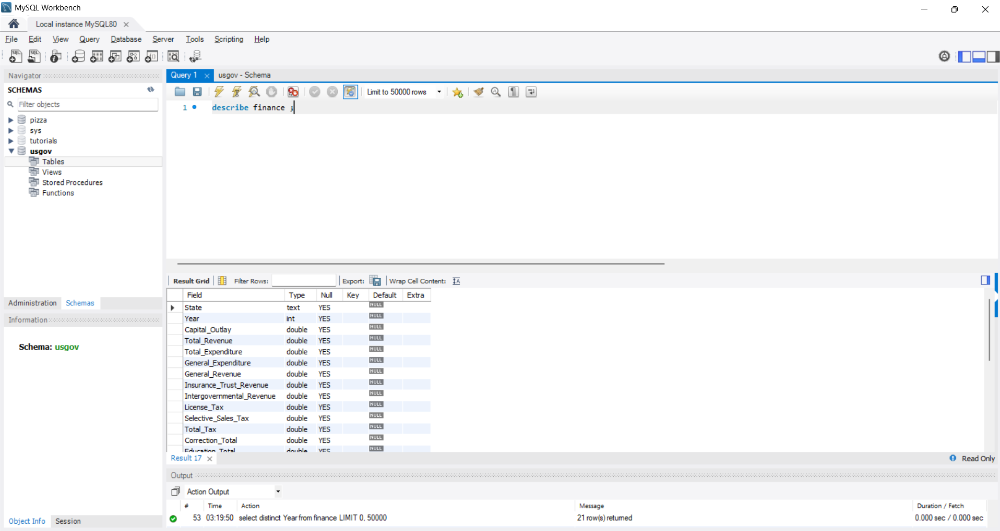 MySQL Workbench
Local instance MySQL80
File Edit View Query Database Server Tools Scripting Help
Navigator
SCHEMAS
Filter objects
pizza
sys
tutorials
usgov
Tables
Views
Stored Procedures
Functions
Administration Schemas
Information
Schema: usgov
Object Info Session
Query 1 usgov - Schema
Limit to 50000 rows
1 describe finance ;
Result Grid Filter Rows: Export: Wrap Cell Content:
Field Type Null Key Default Extra
State text YES NULL
Year int YES NULL
Capital_Outlay double YES NULL
Total_Revenue double YES NULL
Total_Expenditure double YES NULL
General_Expenditure double YES NULL
General_Revenue double YES NULL
Insurance_Trust_Revenue double YES NULL
Intergovernmental_Revenue double YES NULL
License_Tax double YES NULL
Selective_Sales_Tax double YES NULL
Total_Tax double YES NULL
Correction_Total double YES NULL
Education_Total double YES NULL
Result 17 Read Only
Output
Action Output
# Time Action Message Duration / Fetch
53 03:19:50 select distinct Year from finance LIMIT 0, 50000 21 row(s) returned 0.000 sec / 0.000 sec